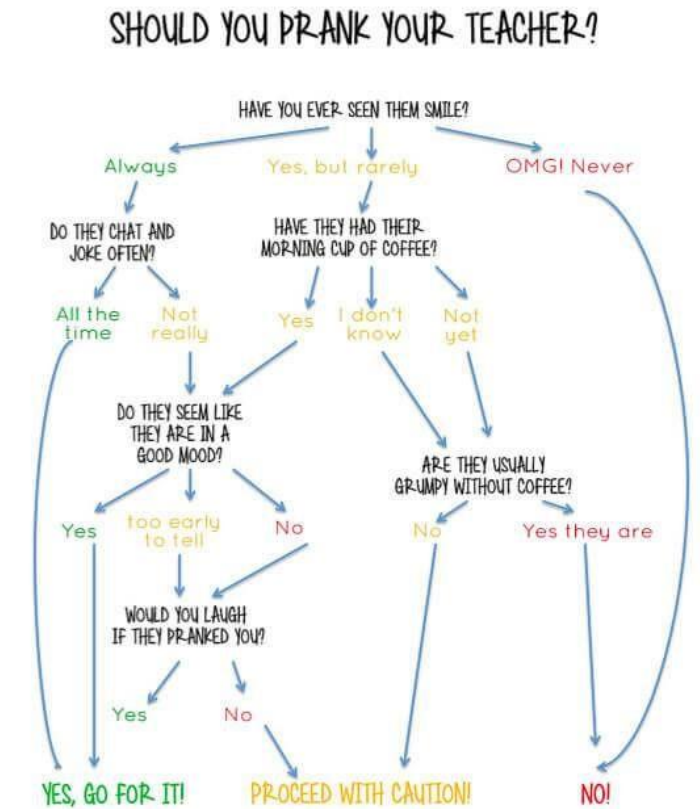 SHOULD YOU PRANK YOUR TEACHER?
HAVE YOU EVER SEEN THEM SMILE?
Always
Yes, but rarely
OMG! Never
DO THEY CHAT AND
JOKE OFTEN?
HAVE THEY HAD THEIR
MORNING CUP OF COFFEE?
All the
time
Not
really
Yes
I don't
know
Not
yet
DO THEY SEEM LIKE
THEY ARE IN A
GOOD MOOD?
ARE THEY USUALLY
GRUMPY WITHOUT COFFEE?
Yes
too early
to tell
No
No
Yes they are
WOULD YOU LAUGH
IF THEY PRANKED YOU?
Yes
No
YES, GO FOR IT!
PROCEED WITH CAUTION!
NO!